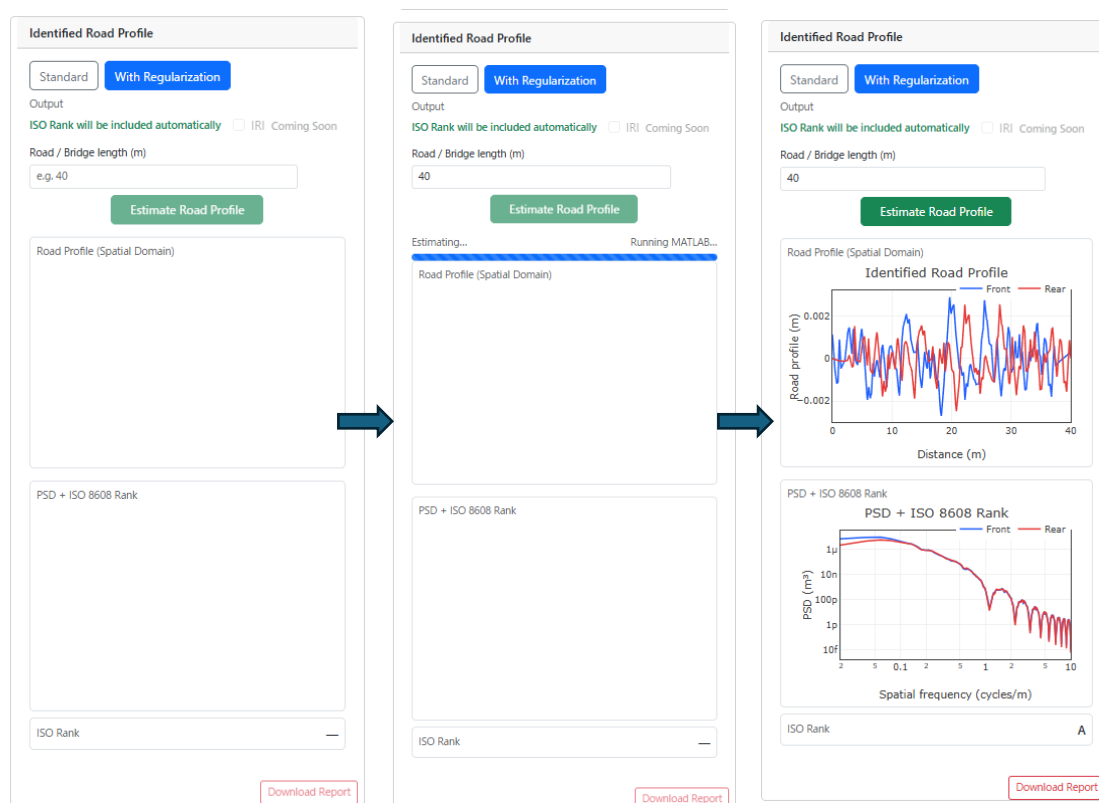 Identified Road Profile
Standard
With Regularization
Output
ISO Rank will be included automatically
IRI Coming Soon
Road / Bridge length (m)
e.g. 40
Estimate Road Profile
Road Profile (Spatial Domain)
PSD + ISO 8608 Rank
ISO Rank
—
Download Report
Identified Road Profile
Standard
With Regularization
Output
ISO Rank will be included automatically
IRI Coming Soon
Road / Bridge length (m)
40
Estimate Road Profile
Estimating...
Running MATLAB...
Road Profile (Spatial Domain)
PSD + ISO 8608 Rank
ISO Rank
—
Download Report
Identified Road Profile
Standard
With Regularization
Output
ISO Rank will be included automatically
IRI Coming Soon
Road / Bridge length (m)
40
Estimate Road Profile
Road Profile (Spatial Domain)
Identified Road Profile
Front
Rear
Road profile (m)
0.002
0
−0.002
0 10 20 30 40
Distance (m)
PSD + ISO 8608 Rank
PSD + ISO 8608 Rank
Front
Rear
PSD (m³)
1μ
10n
100p
1p
10f
2 5 0.1 2 5 1 2 5 10
Spatial frequency (cycles/m)
ISO Rank
A
Download Report